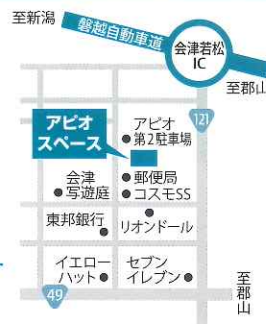 至新潟
磐越自動車道
会津若松
IC
至郡山
アピオ
スペース
アピオ
第2駐車場
121
会津
写遊庭
郵便局
コスモSS
東邦銀行
リオンドール
イエロー
ハット
セブン
イレブン
至郡山
49